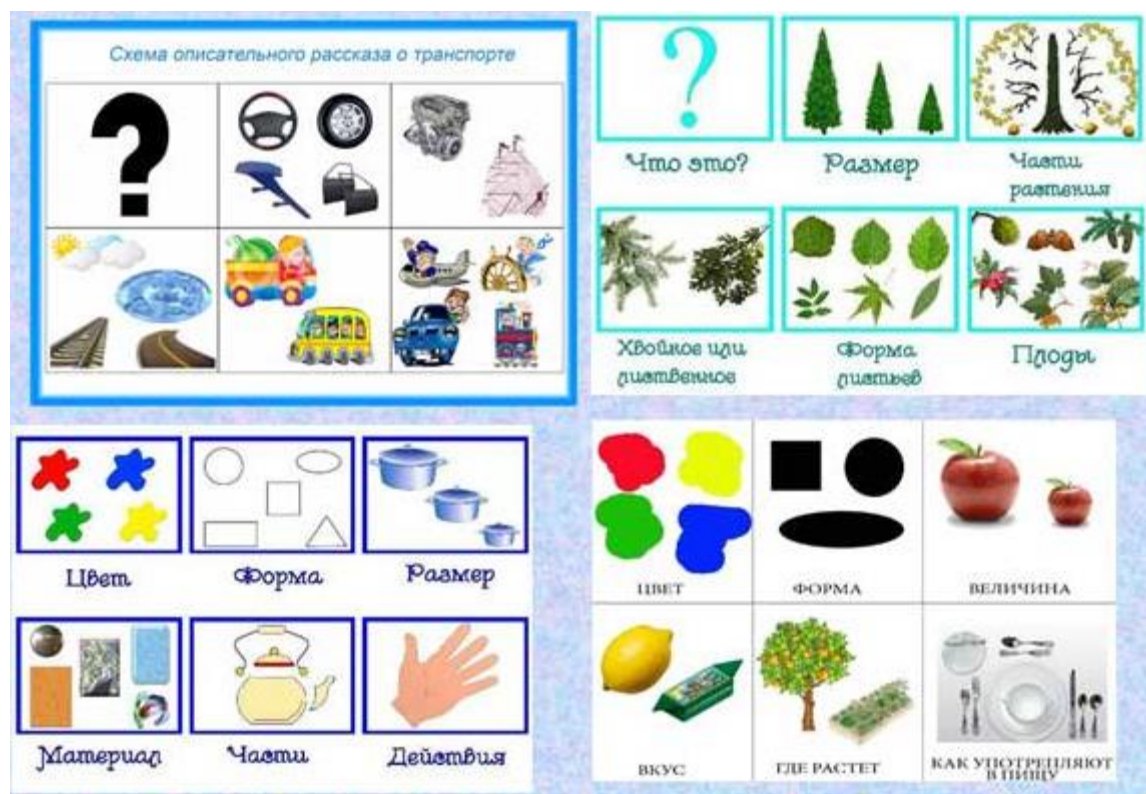 Схема описательного рассказа о транспорте
?
?
Что это?
Размер
Части
растения
Хвойное или
лиственное
Форма
листьев
Плоды
Цвет
Форма
Размер
Материал
Части
Действия
ЦВЕТ
ФОРМА
ВЕЛИЧИНА
ВКУС
ГДЕ РАСТЕТ
КАК УПОТРЕПЛЯЮТ
В ПИЩУ